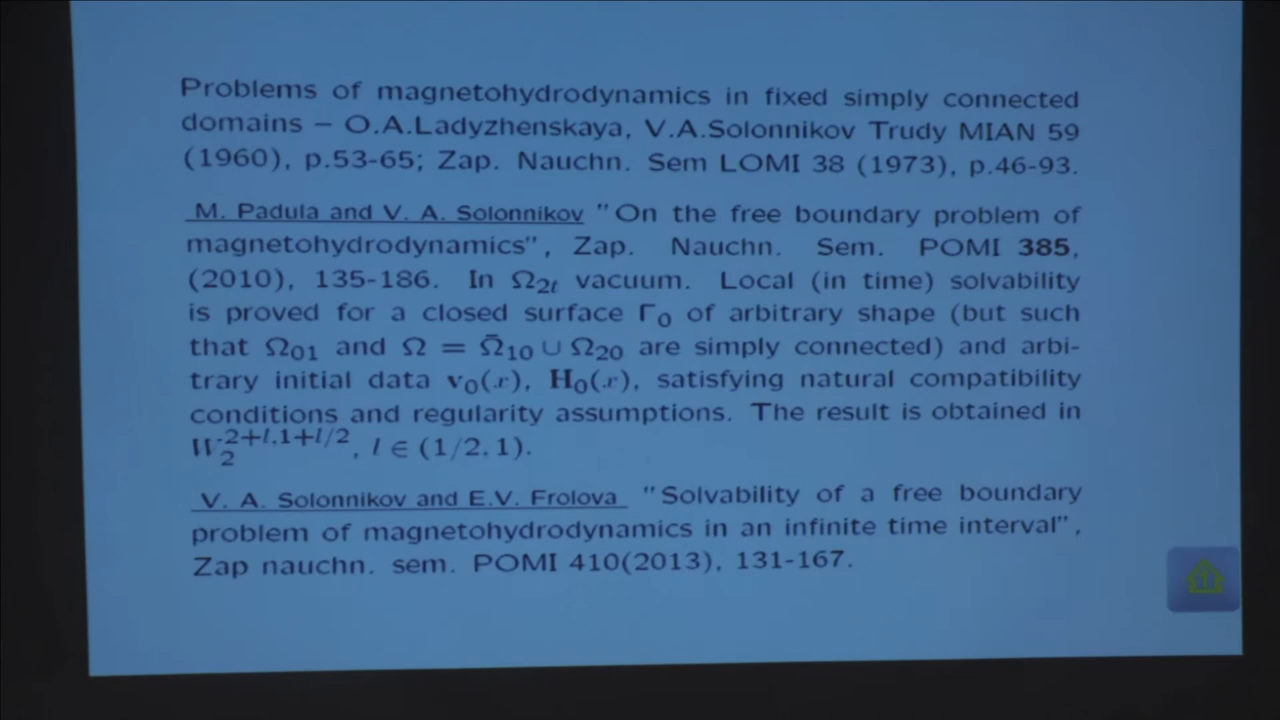 Problems of magnetohydrodynamics in fixed simply connected
domains – O.A.Ladyzhenskaya, V.A.Solonnikov Trudy MIAN 59
(1960), p.53-65; Zap. Nauchn. Sem LOMI 38 (1973), p.46-93.
M. Padula and V. A. Solonnikov "On the free boundary problem of
magnetohydrodynamics", Zap. Nauchn. Sem. POMI 385,
(2010), 135-186. In Ω₂ₜ vacuum. Local (in time) solvability
is proved for a closed surface Γ₀ of arbitrary shape (but such
that Ω₀₁ and Ω = Ω̄₁₀ ∪ Ω₂₀ are simply connected) and arbi-
trary initial data v₀(x), H₀(x), satisfying natural compatibility
conditions and regularity assumptions. The result is obtained in
W₂^{2+l,1+l/2}, l ∈ (1/2,1).
V. A. Solonnikov and E.V. Frolova "Solvability of a free boundary
problem of magnetohydrodynamics in an infinite time interval",
Zap nauchn. sem. POMI 410(2013), 131-167.